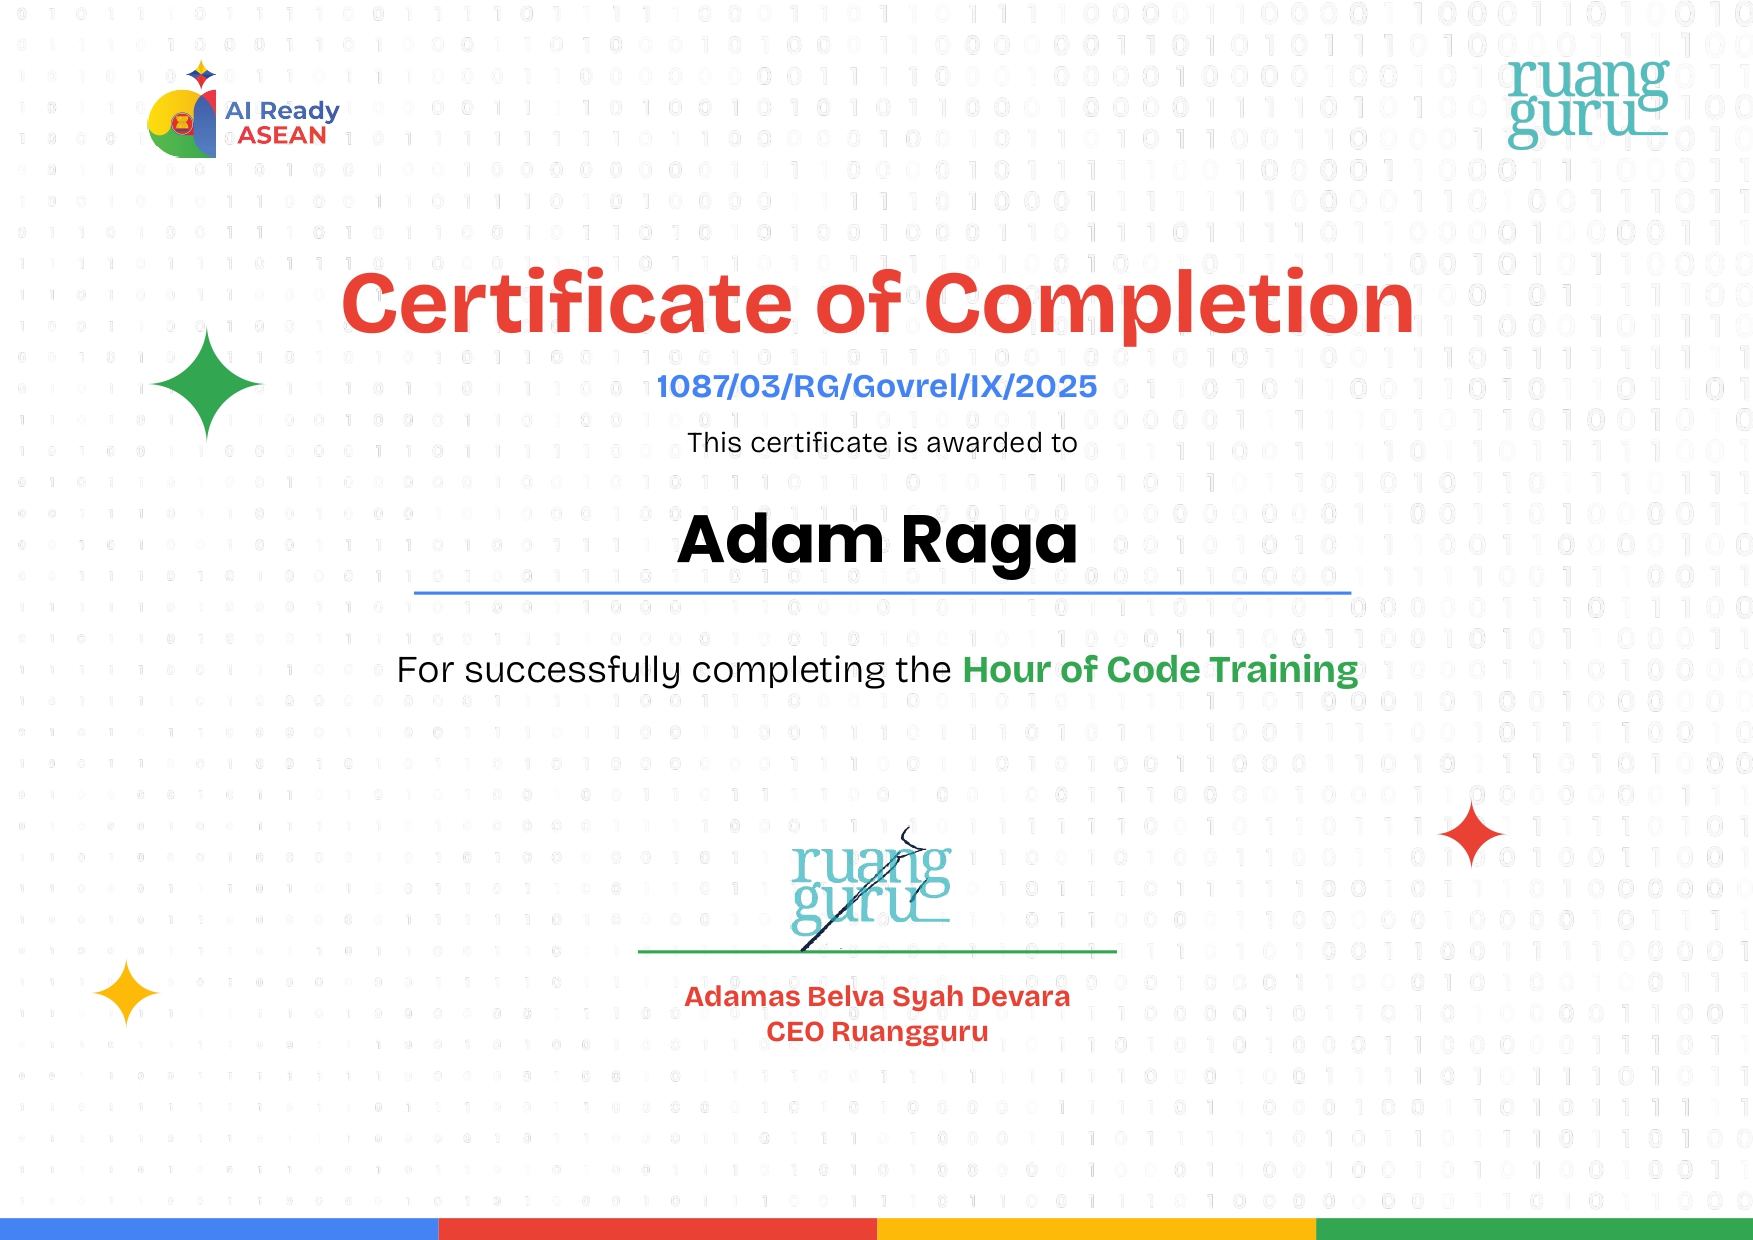 AI Ready
ASEAN
ruang
guru
Certificate of Completion
1087/03/RG/Govrel/IX/2025
This certificate is awarded to
Adam Raga
For successfully completing the Hour of Code Training
ruang
guru
Adamas Belva Syah Devara
CEO Ruangguru